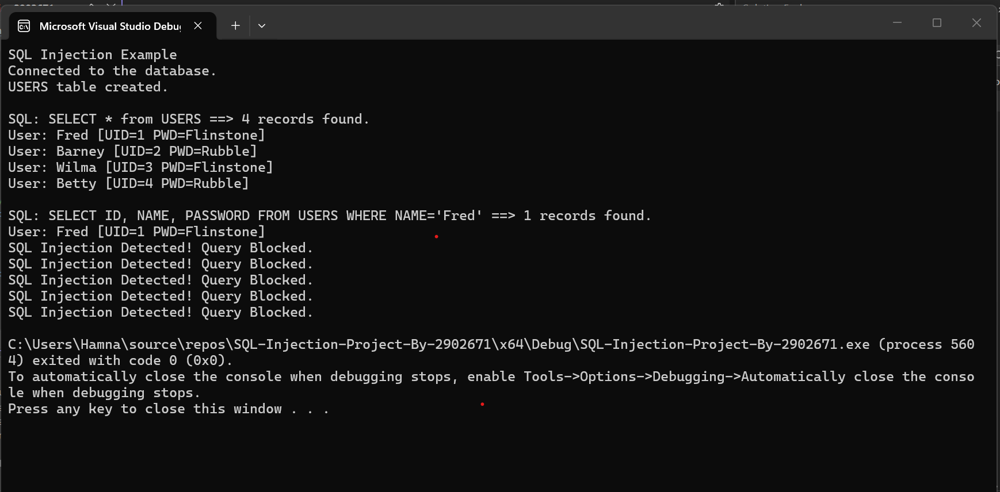 Microsoft Visual Studio Debu
SQL Injection Example
Connected to the database.
USERS table created.
SQL: SELECT * from USERS ==> 4 records found.
User: Fred [UID=1 PWD=Flinstone]
User: Barney [UID=2 PWD=Rubble]
User: Wilma [UID=3 PWD=Flinstone]
User: Betty [UID=4 PWD=Rubble]
SQL: SELECT ID, NAME, PASSWORD FROM USERS WHERE NAME='Fred' ==> 1 records found.
User: Fred [UID=1 PWD=Flinstone]
SQL Injection Detected! Query Blocked.
SQL Injection Detected! Query Blocked.
SQL Injection Detected! Query Blocked.
SQL Injection Detected! Query Blocked.
SQL Injection Detected! Query Blocked.
C:\Users\Hamna\source\repos\SQL-Injection-Project-By-2902671\x64\Debug\SQL-Injection-Project-By-2902671.exe (process 560
4) exited with code 0 (0x0).
To automatically close the console when debugging stops, enable Tools->Options->Debugging->Automatically close the conso
le when debugging stops.
Press any key to close this window . . .